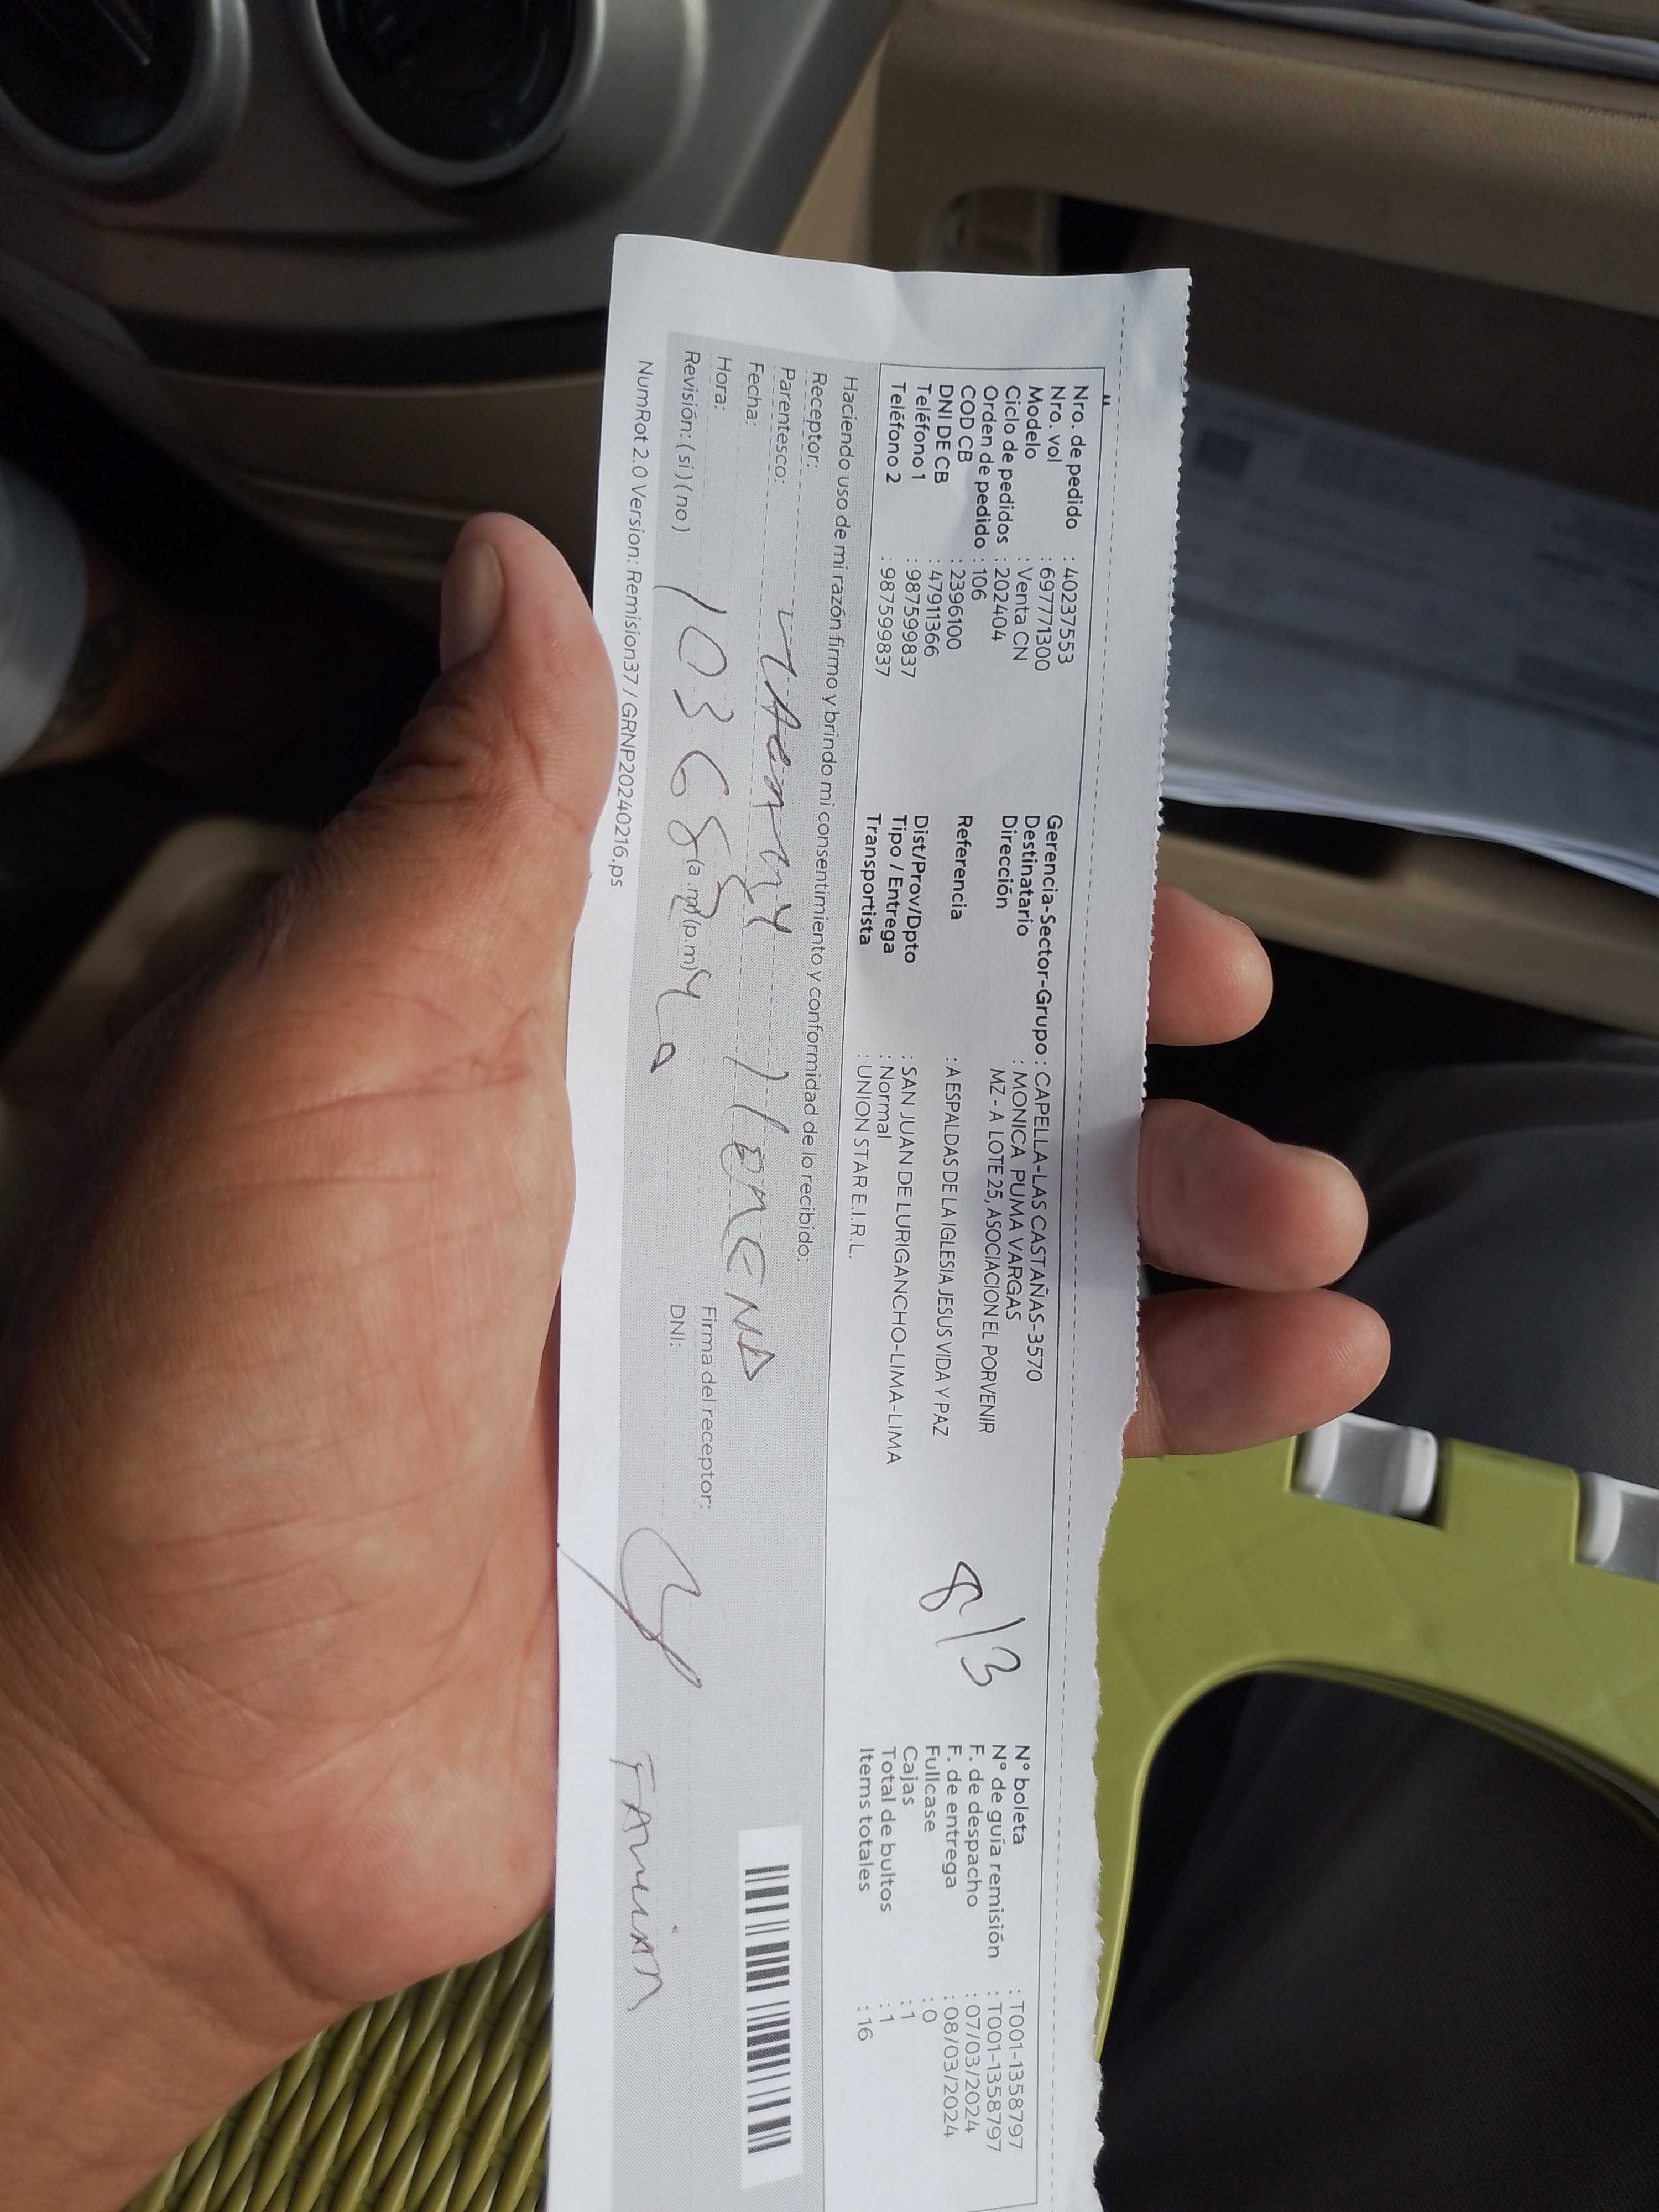 Nro. de pedido : 40237553
Nro. vol : 697771300
Modelo : Venta CN
Ciclo de pedidos : 202404
Orden de pedido : 106
COD CB : 2396100
DNI DE CB : 47911366
Teléfono 1 : 987599837
Teléfono 2 : 987599837
Gerencia-Sector-Grupo : CAPELLA-LAS CASTAÑAS-3570
Destinatario : MONICA PUMA VARGAS
Dirección MZ - A LOTE 25, ASOCIACION EL PORVENIR
Referencia : A ESPALDAS DE LA IGLESIA JESUS VIDA Y PAZ
Dist/Prov/Dpto : SAN JUAN DE LURIGANCHO-LIMA-LIMA
Tipo / Entrega : Normal
Transportista : UNION STAR E.I.R.L.
8/3
N° boleta : T001-1358797
N° de guía remisión : T001-1358797
F. de despacho : 07/03/2024
F. de entrega : 08/03/2024
Fullcase : 0
Cajas : 1
Total de bultos : 1
Items totales : 16
Haciendo uso de mi razón firmo y brindo mi consentimiento y conformidad de lo recibido:
Receptor:
Parentesco:
Fecha:
Hora: (a.m) (p.m)
Revisión: (si) (no)
Firma del receptor:
DNI:
NumRot 2.0 Version: Remision37 / GRNP20240216.ps